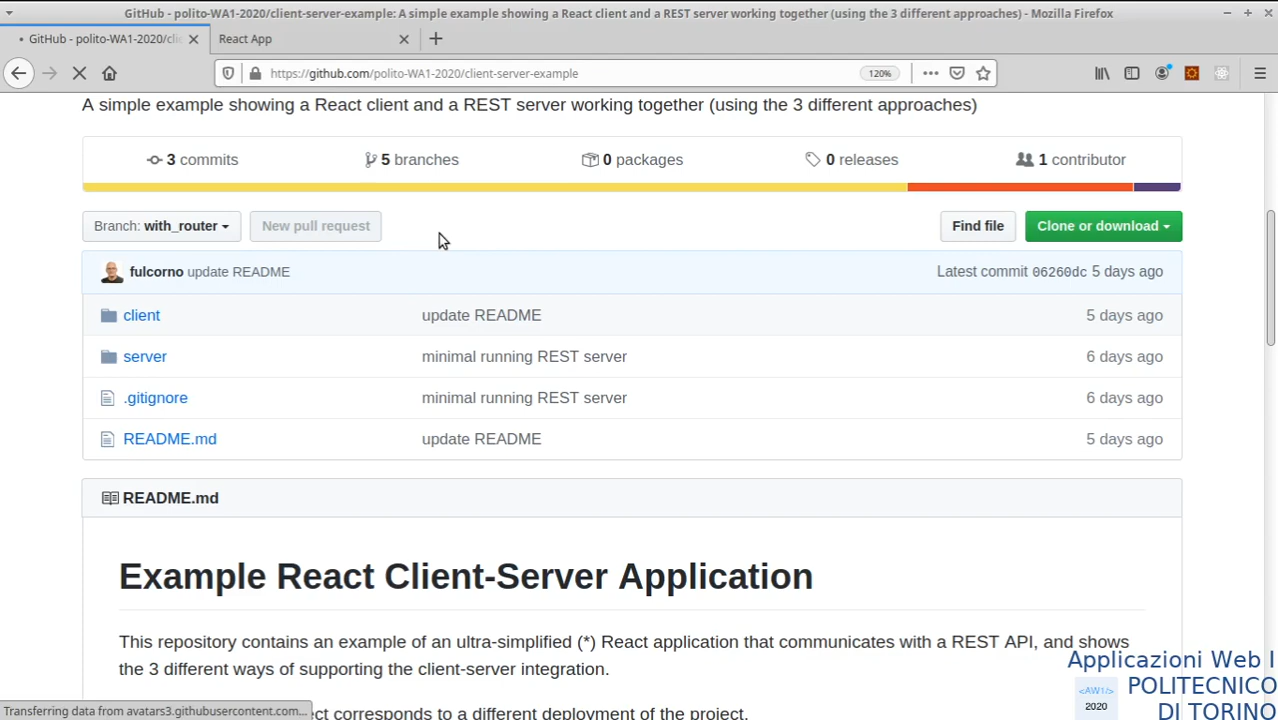 GitHub - polito-WA1-2020/client-server-example: A simple example showing a React client and a REST server working together (using the 3 different approaches) - Mozilla Firefox
GitHub - polito-WA1-2020/clie
React App
https://github.com/polito-WA1-2020/client-server-example
120%
A simple example showing a React client and a REST server working together (using the 3 different approaches)
3 commits
5 branches
0 packages
0 releases
1 contributor
Branch: with_router
New pull request
Find file
Clone or download
fulcorno update README
Latest commit 06260dc 5 days ago
client
update README
5 days ago
server
minimal running REST server
6 days ago
.gitignore
minimal running REST server
6 days ago
README.md
update README
5 days ago
README.md
Example React Client-Server Application
This repository contains an example of an ultra-simplified (*) React application that communicates with a REST API, and shows
the 3 different ways of supporting the client-server integration.
Applicazioni Web I
<AW1/>
2020
POLITECNICO
DI TORINO
Transferring data from avatars3.githubusercontent.com...
corresponds to a different deployment of the project.